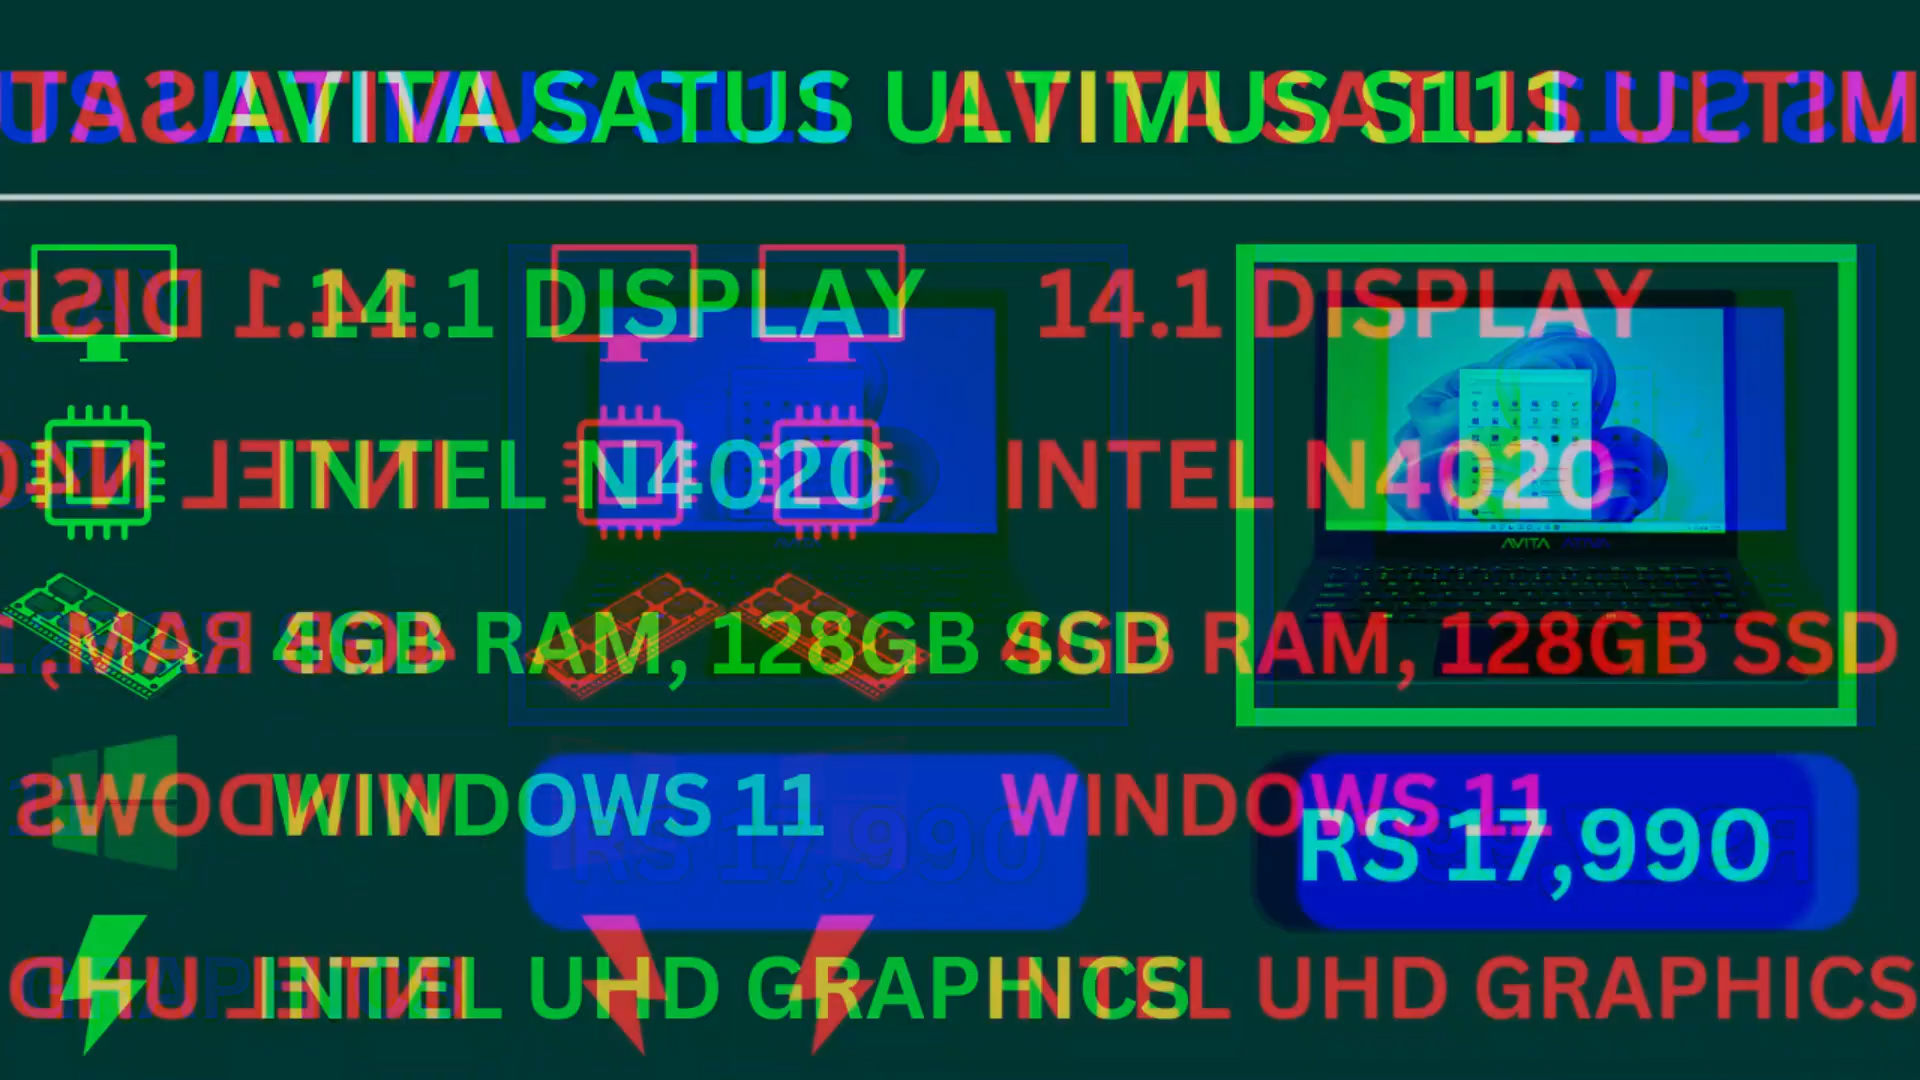 AVITA SATUS ULTIMUS S111
14.1 DISPLAY
INTEL N4020
AVITA
4GB RAM, 128GB SSD
WINDOWS 11
RS 17,990
INTEL UHD GRAPHICS